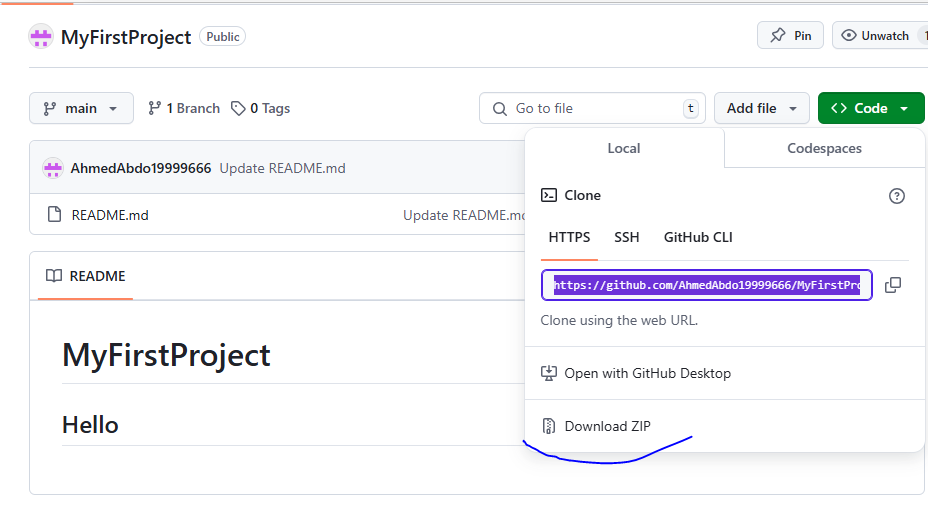 MyFirstProject Public Pin Unwatch 1
main 1 Branch 0 Tags Go to file t Add file Code
Local Codespaces
AhmedAbdo19999666 Update README.md
Clone
README.md Update README.md
HTTPS SSH GitHub CLI
README
https://github.com/AhmedAbdo19999666/MyFirstPro
Clone using the web URL.
MyFirstProject
Open with GitHub Desktop
Hello
Download ZIP